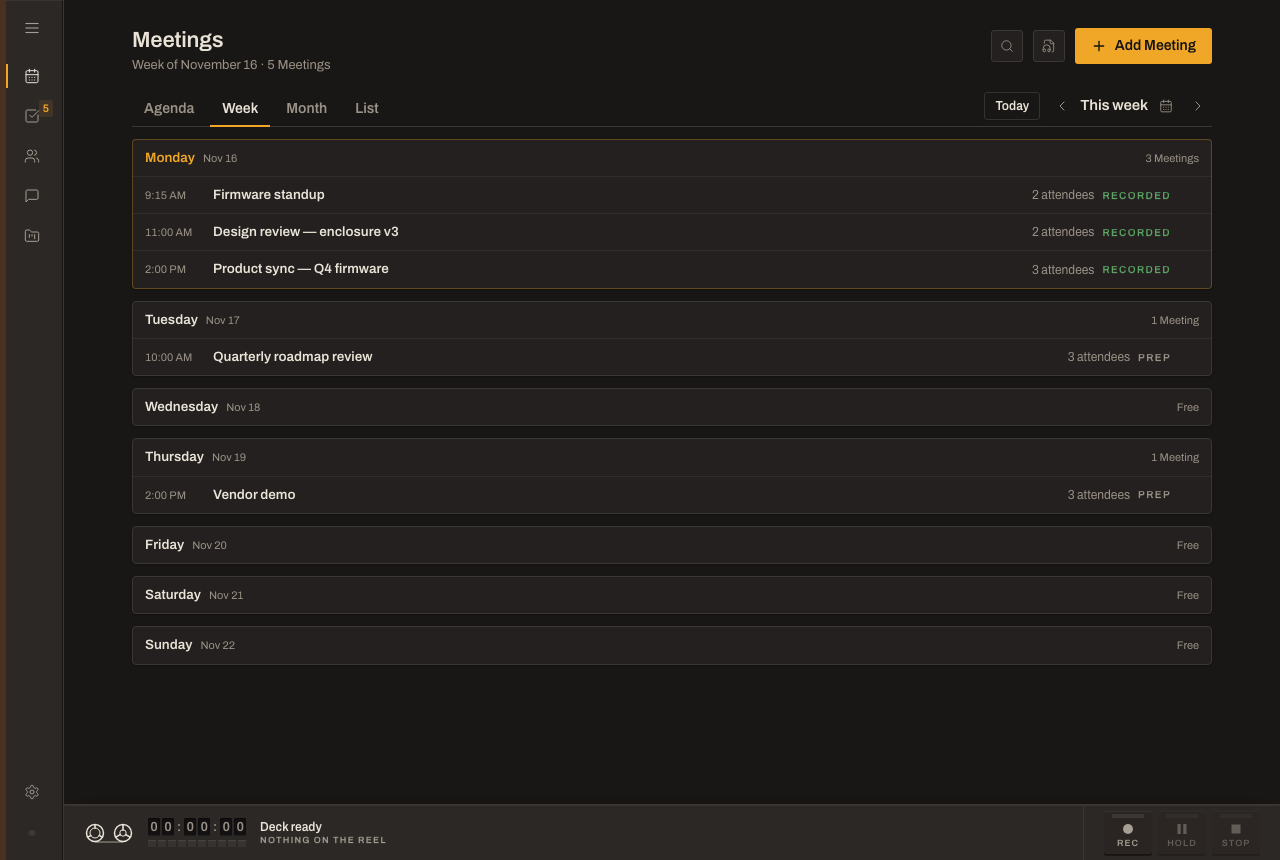 Meetings
Week of November 16 · 5 Meetings
Add Meeting
5
Agenda Week Month List
Today This week
Monday Nov 16 3 Meetings
9:15 AM Firmware standup 2 attendees RECORDED
11:00 AM Design review — enclosure v3 2 attendees RECORDED
2:00 PM Product sync — Q4 firmware 3 attendees RECORDED
Tuesday Nov 17 1 Meeting
10:00 AM Quarterly roadmap review 3 attendees PREP
Wednesday Nov 18 Free
Thursday Nov 19 1 Meeting
2:00 PM Vendor demo 3 attendees PREP
Friday Nov 20 Free
Saturday Nov 21 Free
Sunday Nov 22 Free
00:00:00
Deck ready
NOTHING ON THE REEL
REC HOLD STOP